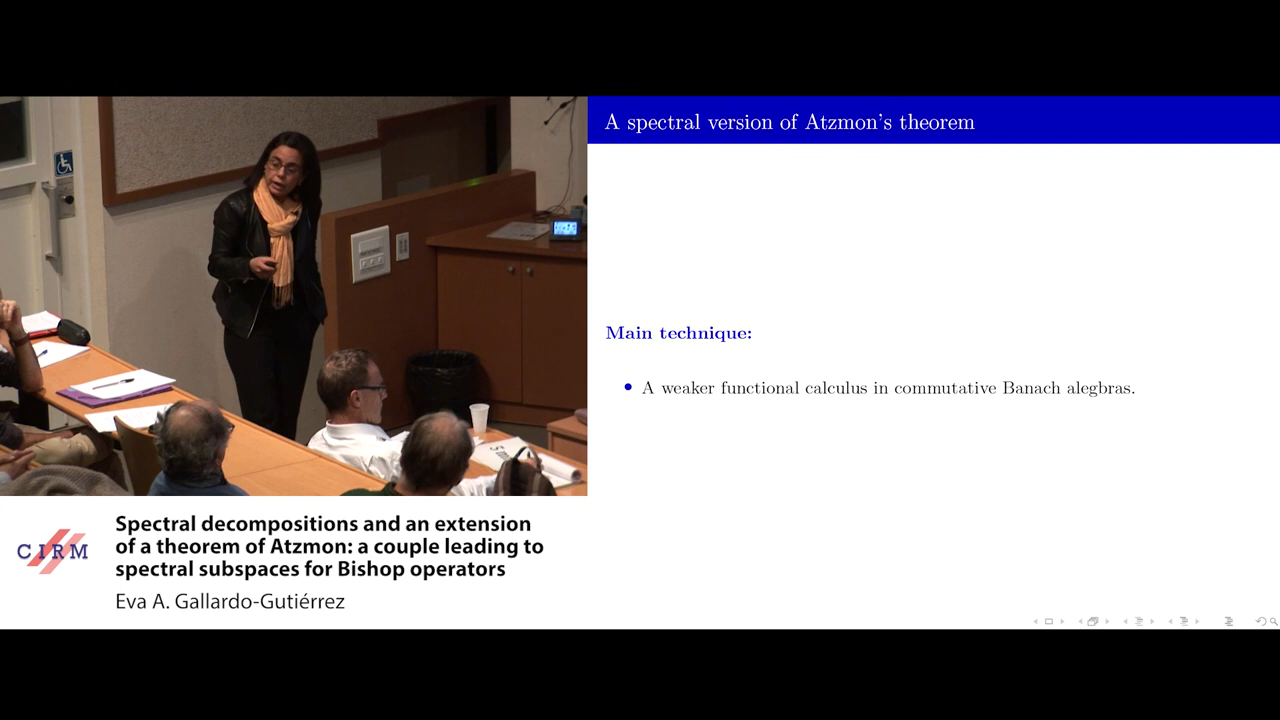 A spectral version of Atzmon's theorem
Main technique:
• A weaker functional calculus in commutative Banach alegbras.
CIRM
Spectral decompositions and an extension
of a theorem of Atzmon: a couple leading to
spectral subspaces for Bishop operators
Eva A. Gallardo-Gutiérrez